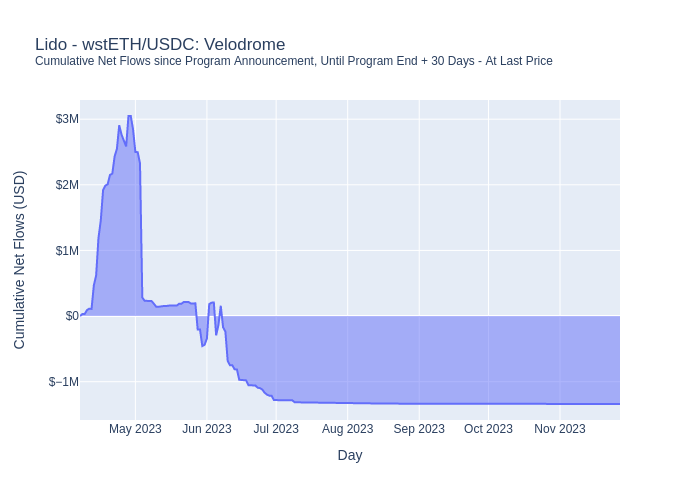 Lido - wstETH/USDC: Velodrome
Cumulative Net Flows since Program Announcement, Until Program End + 30 Days - At Last Price
Cumulative Net Flows (USD)
$3M
$2M
$1M
$0
$−1M
May 2023 Jun 2023 Jul 2023 Aug 2023 Sep 2023 Oct 2023 Nov 2023
Day